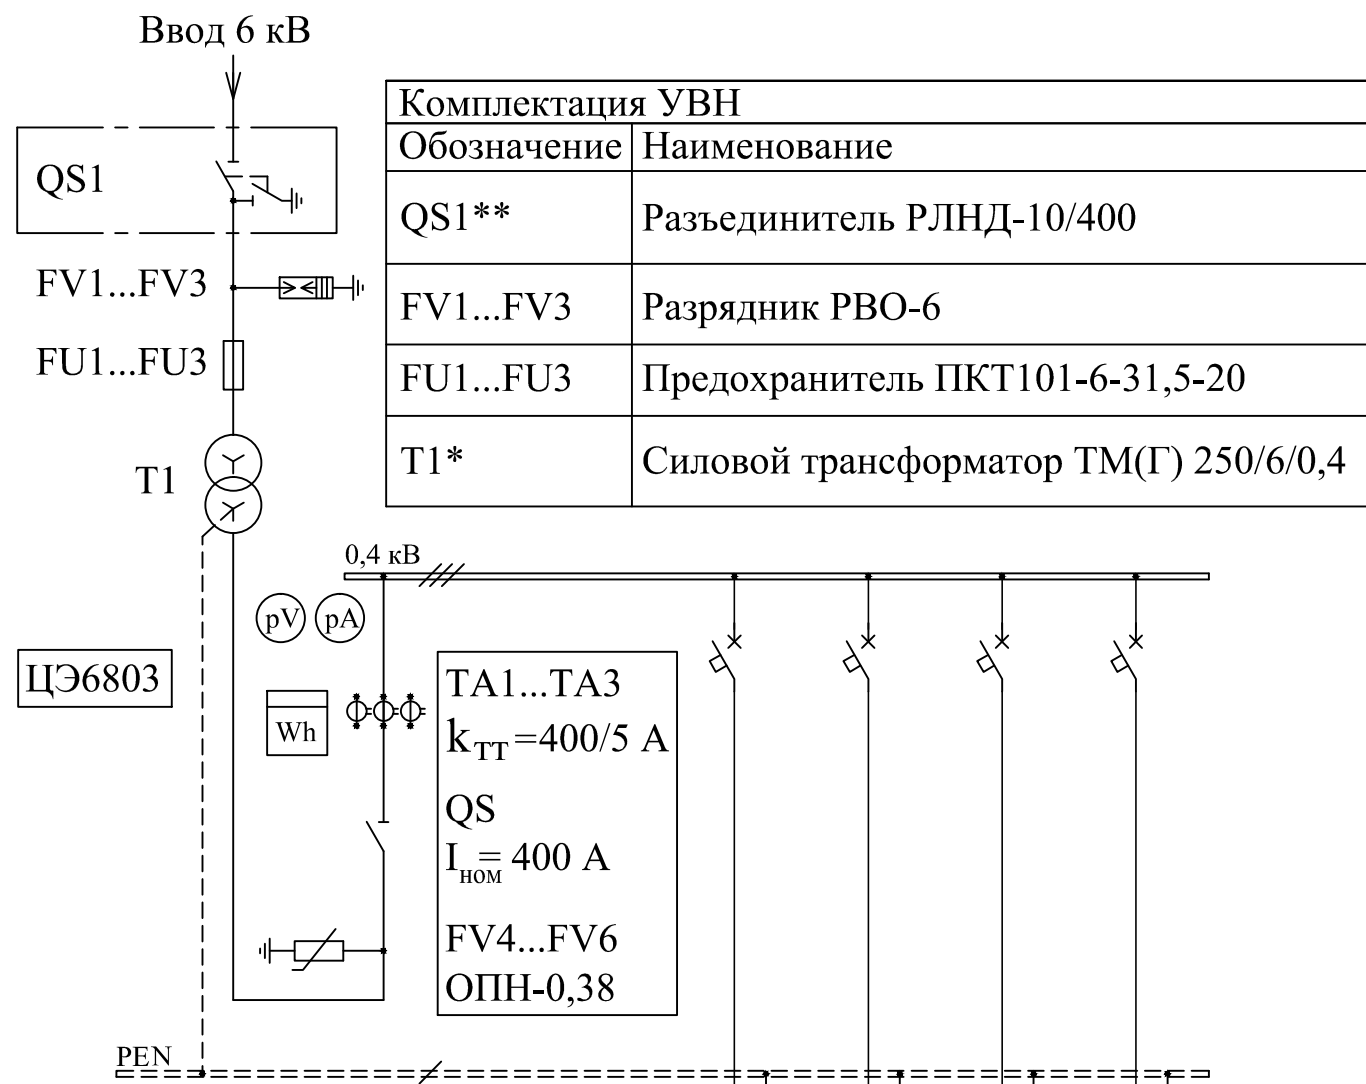 Ввод 6 кВ
Комплектация УВН
Обозначение Наименование
QS1
QS1** Разъединитель РЛНД-10/400
FV1...FV3
FV1...FV3 Разрядник РВО-6
FU1...FU3
FU1...FU3 Предохранитель ПКТ101-6-31,5-20
T1
T1* Силовой трансформатор ТМ(Г) 250/6/0,4
0,4 кВ
pV pA
ЦЭ6803
Wh
TA1...TA3
kТТ=400/5 А
QS
Iном= 400 А
FV4...FV6
ОПН-0,38
PEN